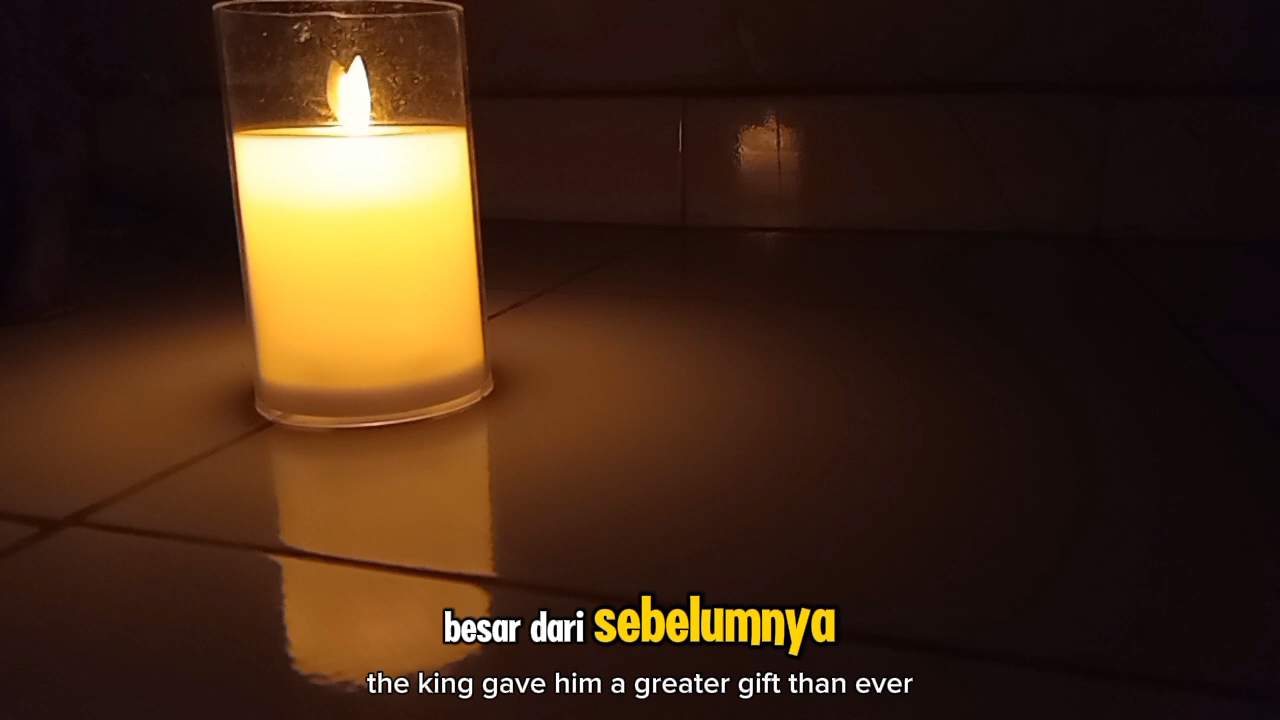 besar dari sebelumnya
the king gave him a greater gift than ever